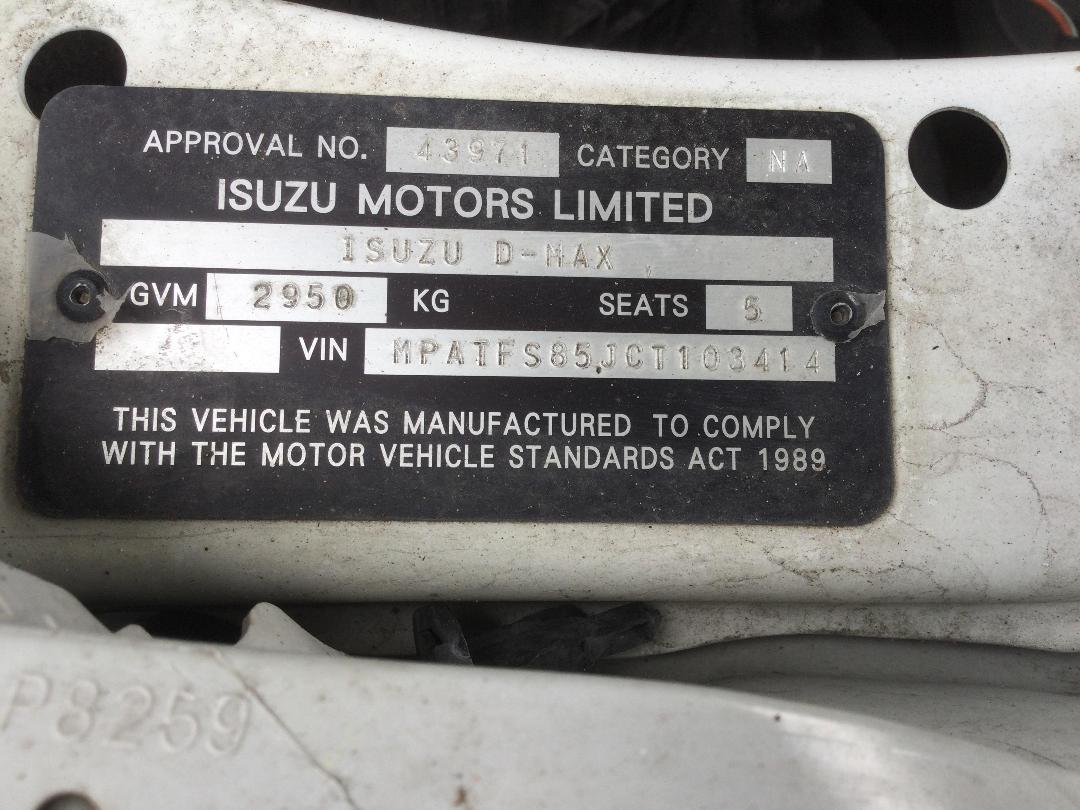 APPROVAL NO. 43971 CATEGORY NA
ISUZU MOTORS LIMITED
ISUZU D-MAX
GVM 2950 KG SEATS 5
VIN MPATFS85JCT103414
THIS VEHICLE WAS MANUFACTURED TO COMPLY
WITH THE MOTOR VEHICLE STANDARDS ACT 1989
P8259